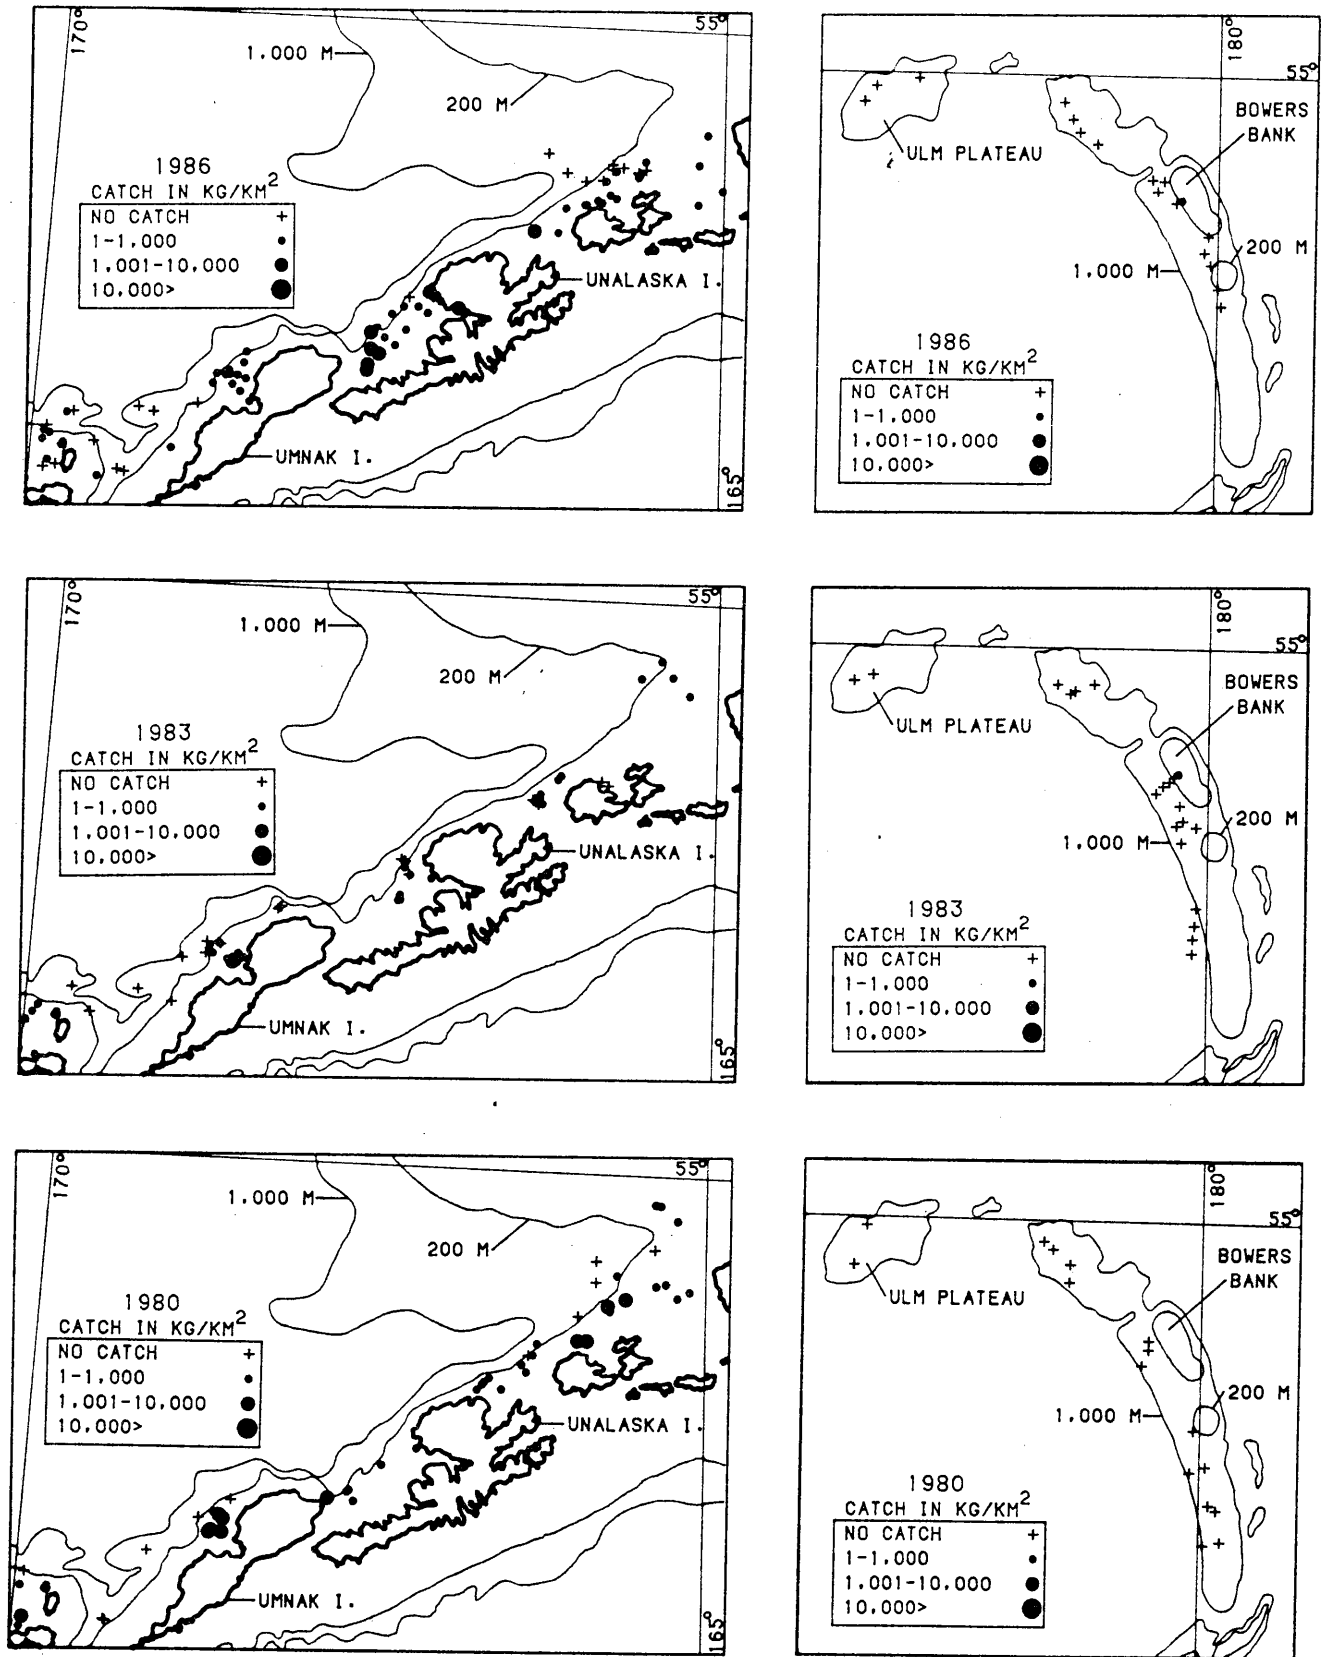 170°
1.000 M
200 M
55°
1986
CATCH IN KG/KM²
NO CATCH +
1-1.000
1.001-10.000
10.000>
UNALASKA I.
UMNAK I.
165°
180°
55°
BOWERS
BANK
ULM PLATEAU
200 M
1.000 M
1986
CATCH IN KG/KM²
NO CATCH +
1-1.000
1.001-10.000
10.000>
170°
1.000 M
200 M
55°
1983
CATCH IN KG/KM²
NO CATCH +
1-1.000
1.001-10.000
10.000>
UNALASKA I.
UMNAK I.
165°
180°
55°
BOWERS
BANK
ULM PLATEAU
200 M
1.000 M
1983
CATCH IN KG/KM²
NO CATCH +
1-1.000
1.001-10.000
10.000>
170°
1.000 M
200 M
55°
1980
CATCH IN KG/KM²
NO CATCH +
1-1.000
1.001-10.000
10.000>
UNALASKA I.
UMNAK I.
165°
180°
55°
BOWERS
BANK
ULM PLATEAU
200 M
1.000 M
1980
CATCH IN KG/KM²
NO CATCH +
1-1.000
1.001-10.000
10.000>